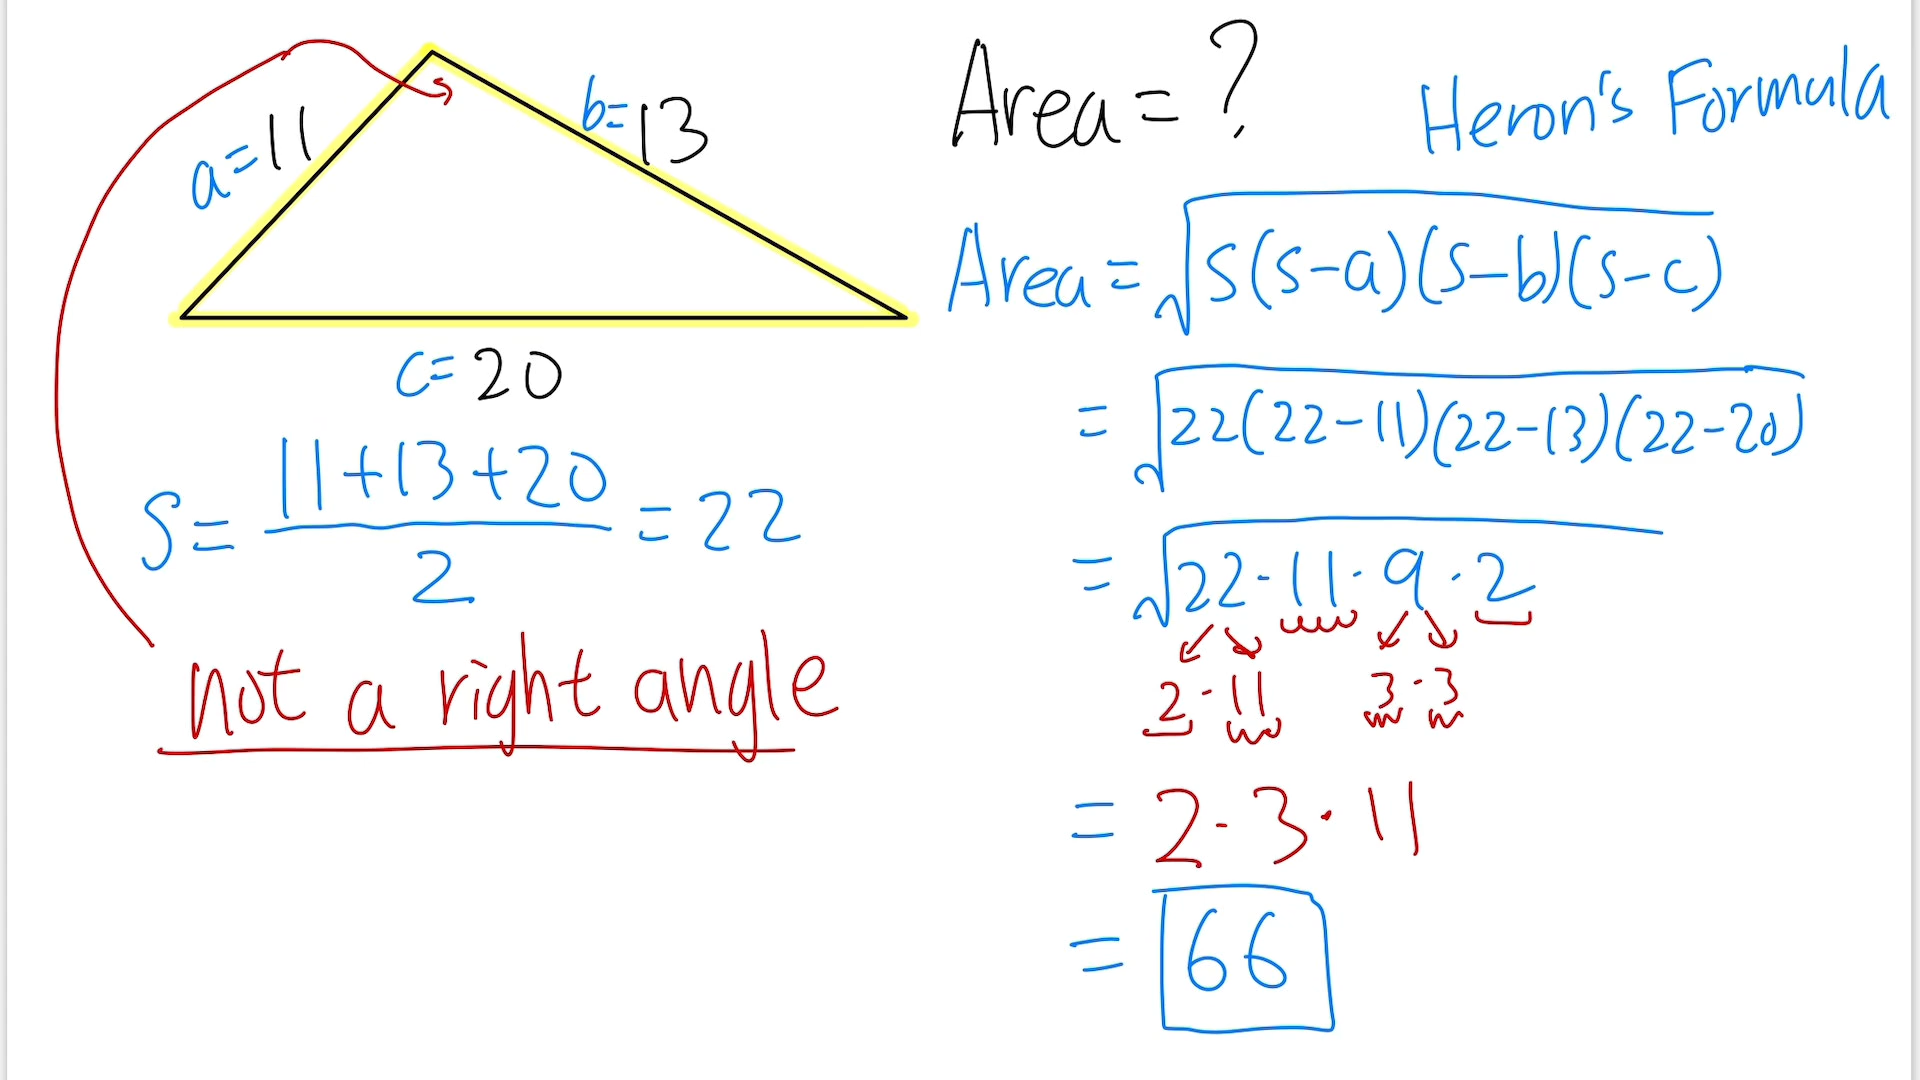 a=11
b=13
c=20
S = (11+13+20)/2 = 22
not a right angle
Area = ?
Heron's Formula
Area = √S(S-a)(S-b)(S-c)
= √22(22-11)(22-13)(22-20)
= √22·11·9·2
2·11 3·3
= 2·3·11
= 66